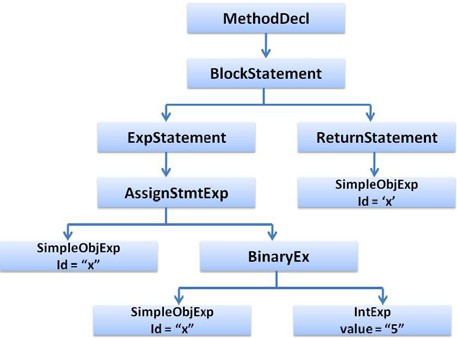 MethodDecl
BlockStatement
ExpStatement
ReturnStatement
AssignStmtExp
SimpleObjExp
Id = ‘x’
SimpleObjExp
Id = “x”
BinaryEx
SimpleObjExp
Id = “x”
IntExp
value = “5”